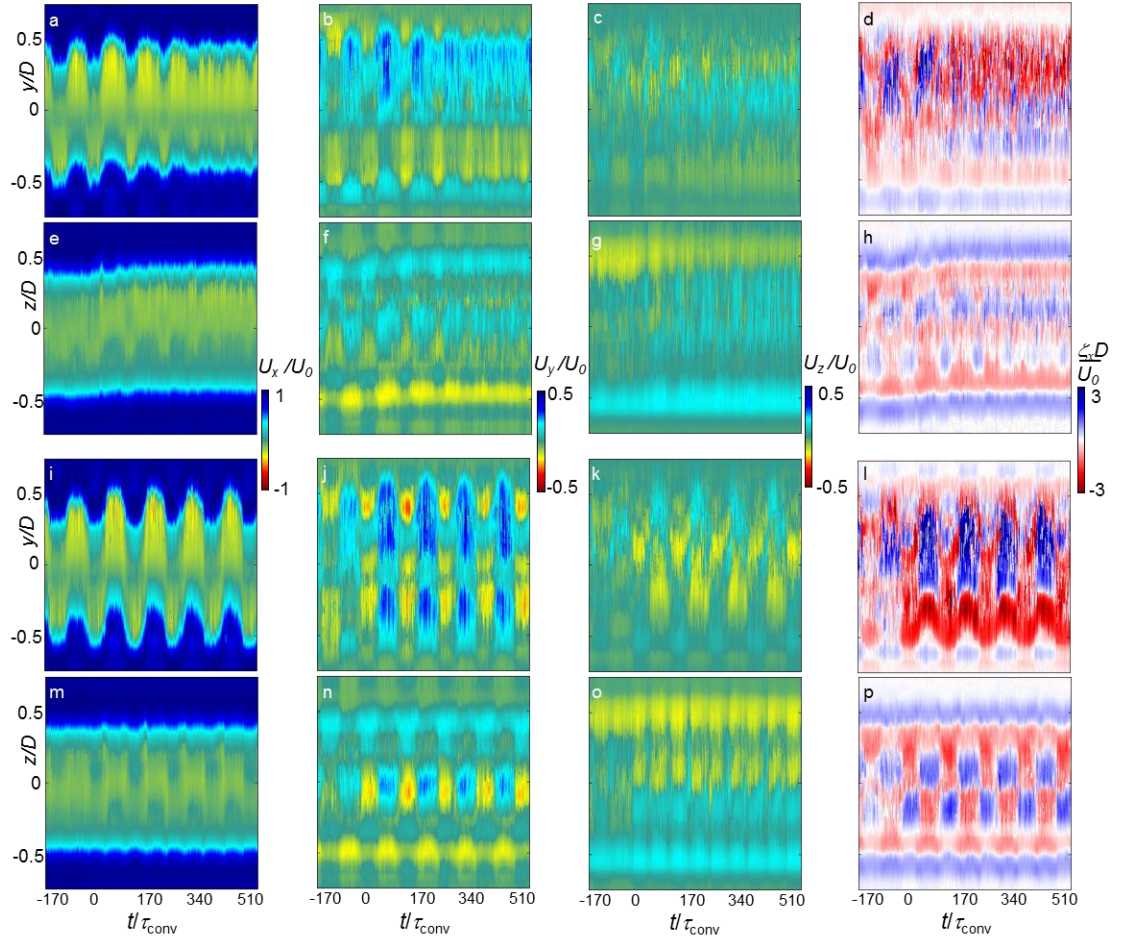 a b c d
0.5
y/D
0
-0.5
e f g h
0.5
z/D
0
-0.5
U_x/U_0
1
-1
U_y/U_0
0.5
-0.5
U_z/U_0
0.5
-0.5
ζ_xD
U_0
3
-3
i j k l
0.5
y/D
0
-0.5
m n o p
0.5
z/D
0
-0.5
-170 0 170 340 510 -170 0 170 340 510 -170 0 170 340 510 -170 0 170 340 510
t/τ_conv t/τ_conv t/τ_conv t/τ_conv